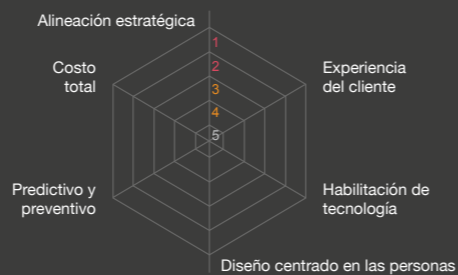 Alineación estratégica
1
2
3
4
5
Costo
total
Experiencia
del cliente
Predictivo y
preventivo
Habilitación de
tecnología
Diseño centrado en las personas